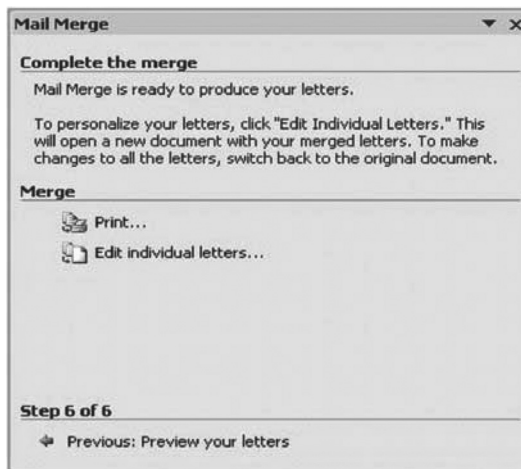 Mail Merge
Complete the merge
Mail Merge is ready to produce your letters.
To personalize your letters, click "Edit Individual Letters." This
will open a new document with your merged letters. To make
changes to all the letters, switch back to the original document.
Merge
Print...
Edit individual letters...
Step 6 of 6
Previous: Preview your letters